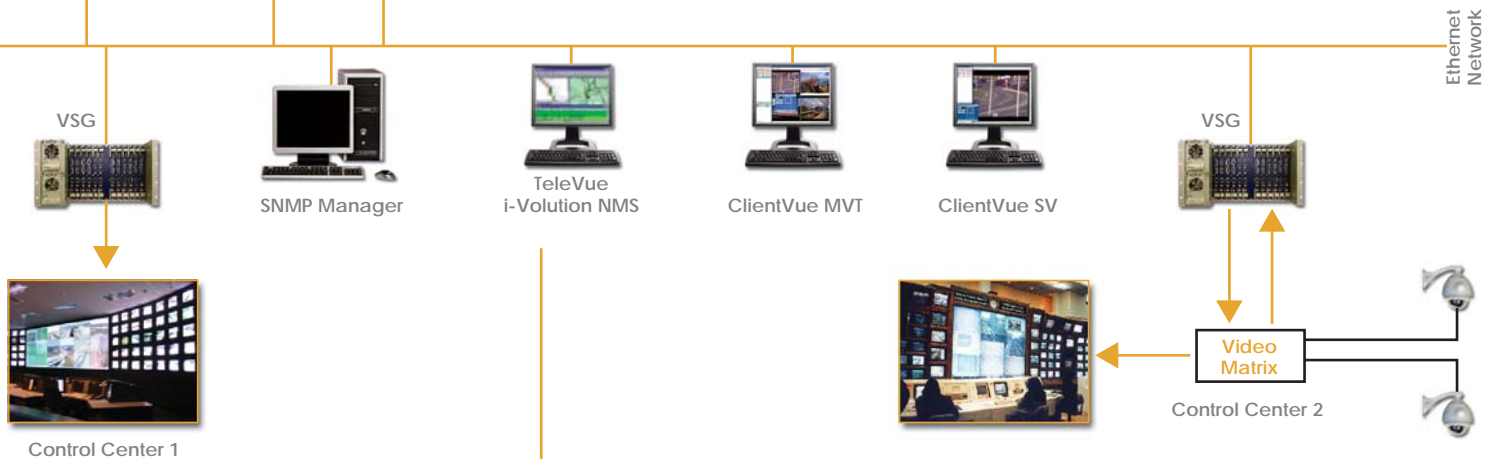 Ethernet
Network
VSG
SNMP Manager
TeleVue
i-Volution NMS
ClientVue MVT
ClientVue SV
VSG
Video
Matrix
Control Center 2
Control Center 1